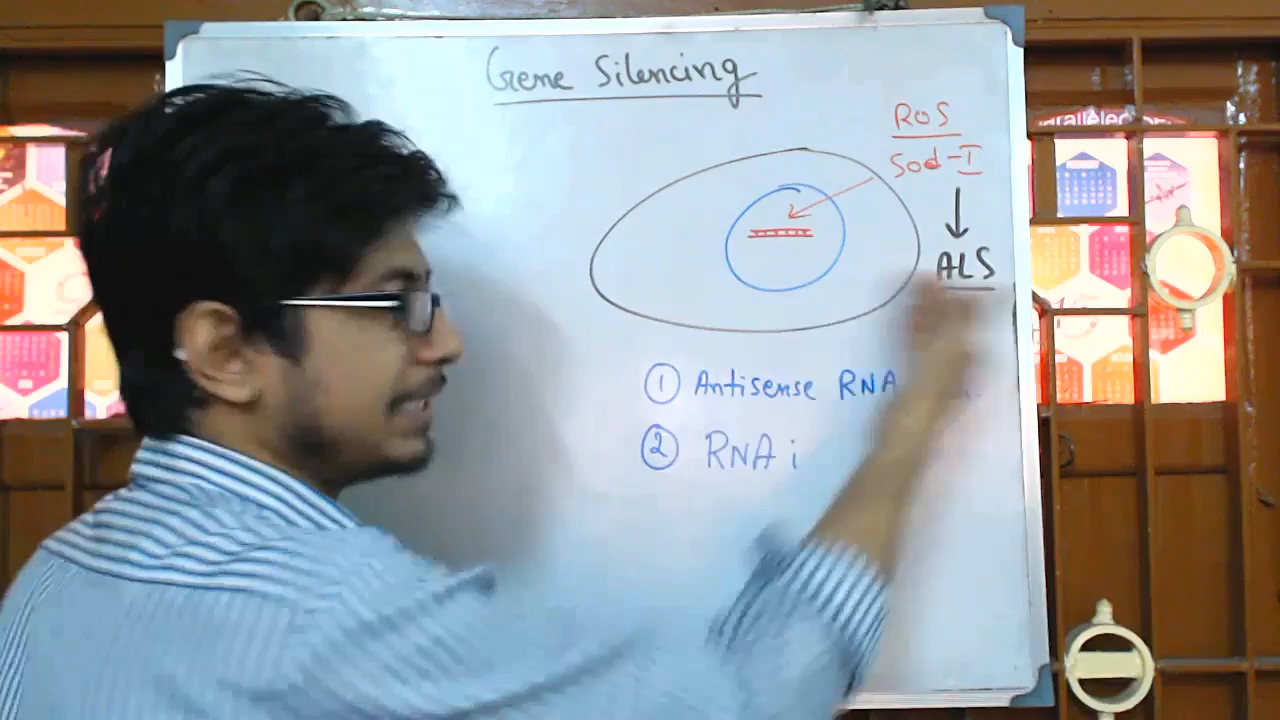 Gene Silencing
ROS
Sod-I
ALS
① Antisense RNA
② RNA i